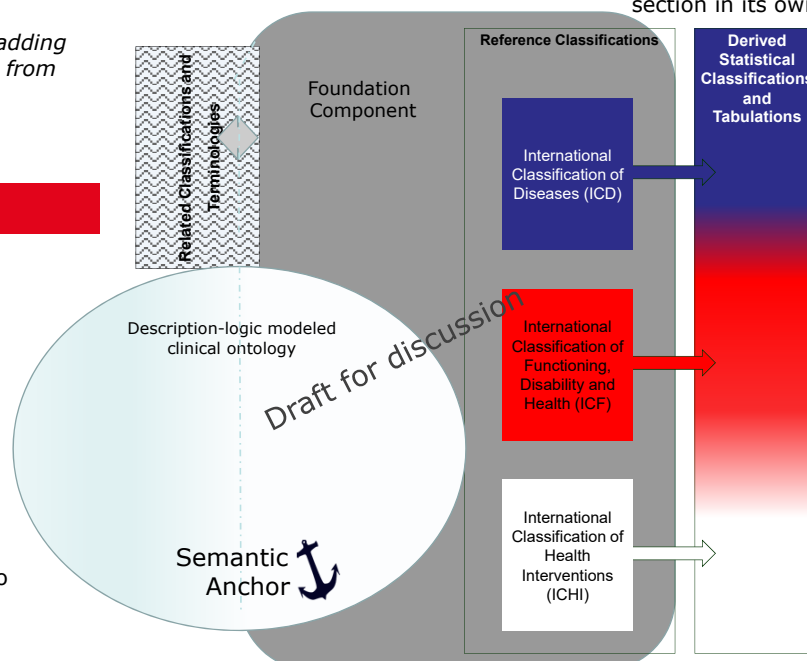 section in its own
adding
from
Reference Classifications
Derived
Statistical
Classifications
and
Tabulations
Related Classifications and
Terminologies
Foundation
Component
International
Classification of
Diseases (ICD)
Description-logic modeled
clinical ontology
Draft for discussion
International
Classification of
Functioning,
Disability and
Health (ICF)
International
Classification of
Health
Interventions
(ICHI)
Semantic
Anchor